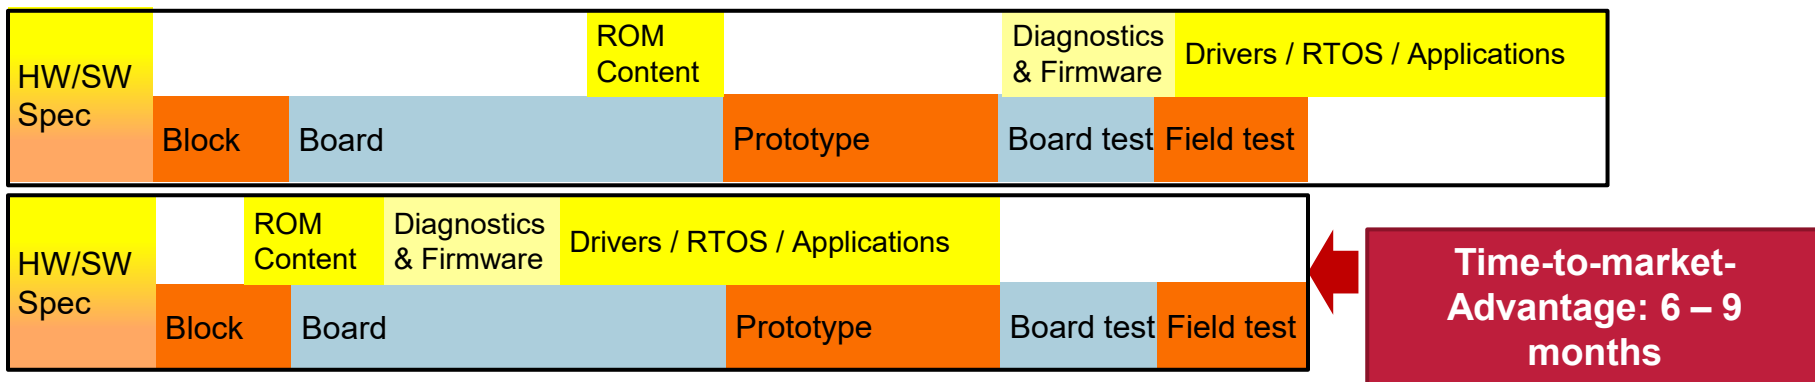 HW/SW
Spec
ROM
Content
Diagnostics
& Firmware
Drivers / RTOS / Applications
Block
Board
Prototype
Board test
Field test
HW/SW
Spec
ROM
Content
Diagnostics
& Firmware
Drivers / RTOS / Applications
Block
Board
Prototype
Board test
Field test
Time-to-market-
Advantage: 6 – 9
months